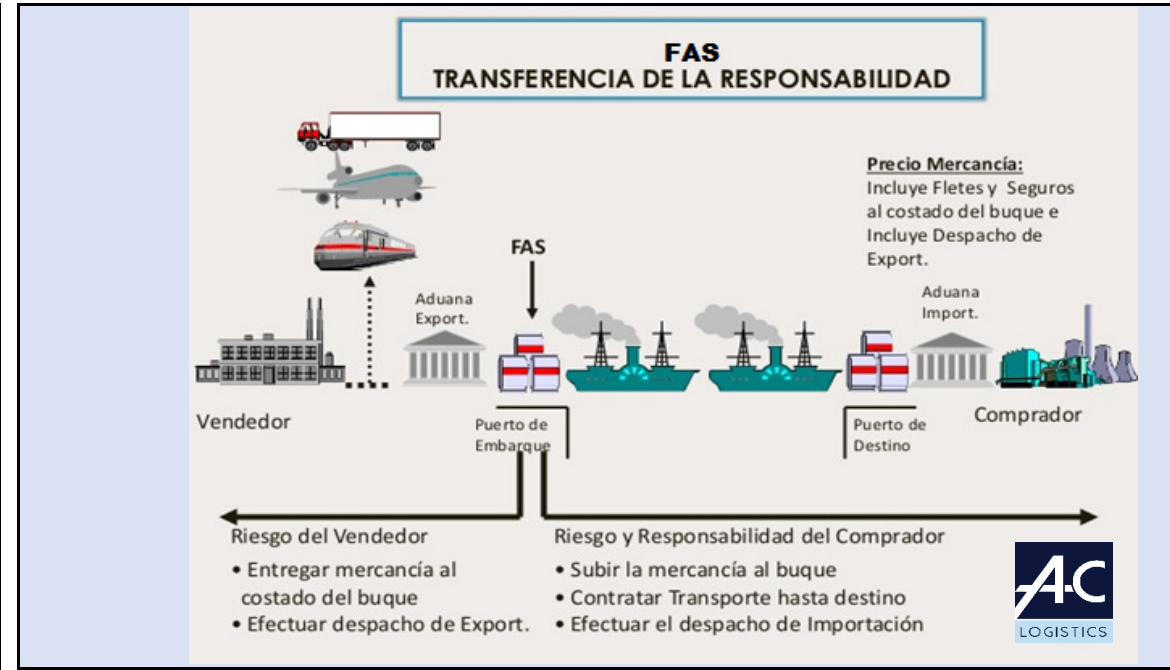 FAS
TRANSFERENCIA DE LA RESPONSABILIDAD
Precio Mercancía:
Incluye Fletes y Seguros
al costado del buque e
Incluye Despacho de
Export.
FAS
Aduana
Export.
Aduana
Import.
Vendedor
Puerto de
Embarque
Puerto de
Destino
Comprador
Riesgo del Vendedor
• Entregar mercancía al
costado del buque
• Efectuar despacho de Export.
Riesgo y Responsabilidad del Comprador
• Subir la mercancía al buque
• Contratar Transporte hasta destino
• Efectuar el despacho de Importación
A-C
LOGISTICS